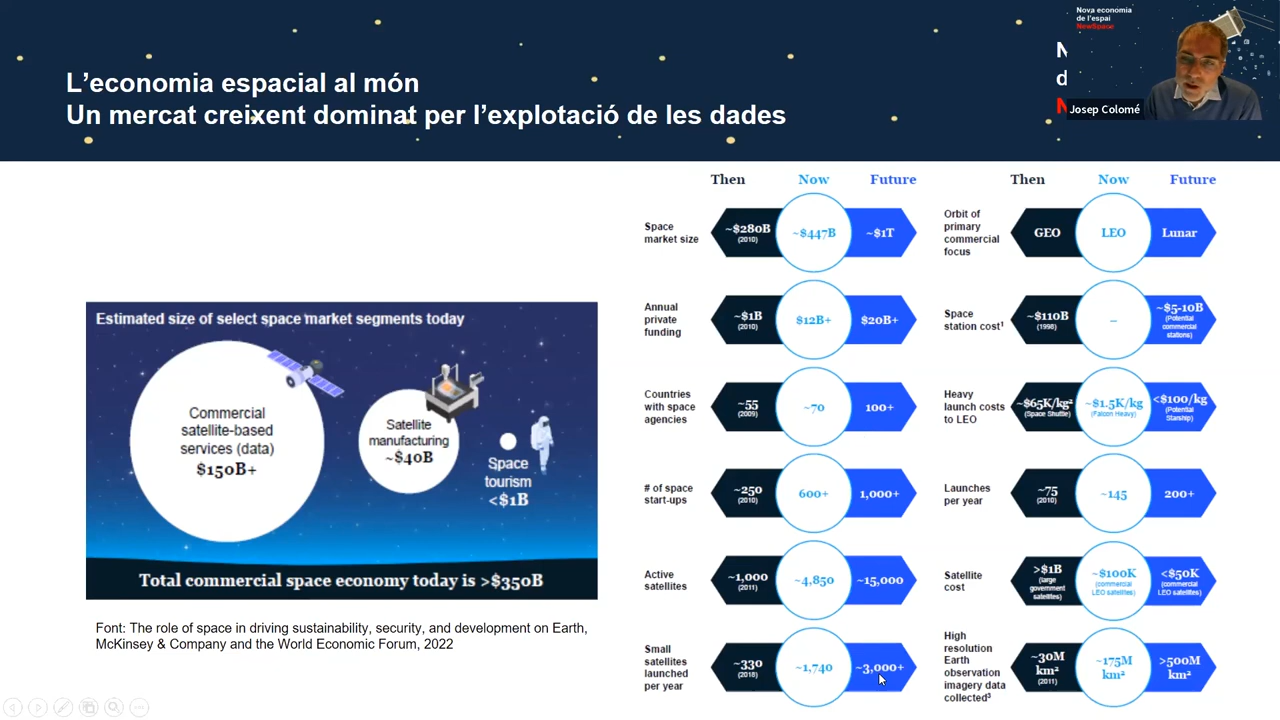 L'economia espacial al món
Un mercat creixent dominat per l'explotació de les dades
Nova economia
de l'espai
NewSpace
N
d
N
Josep Colomé
Estimated size of select space market segments today
Commercial
satellite-based
services (data)
$150B+
Satellite
manufacturing
~$40B
Space
tourism
<$1B
Total commercial space economy today is >$350B
Font: The role of space in driving sustainability, security, and development on Earth,
McKinsey & Company and the World Economic Forum, 2022
Then Now Future
Space
market size
~$280B
(2010)
~$447B
~$1T
Annual
private
funding
~$1B
(2010)
$12B+
$20B+
Countries
with space
agencies
~55
(2009)
~70
100+
# of space
start-ups
~250
(2010)
600+
1,000+
Active
satellites
~1,000
(2011)
~4,850
~15,000
Small
satellites
launched
per year
~330
(2018)
~1,740
~3,000+
Then Now Future
Orbit of
primary
commercial
focus
GEO
LEO
Lunar
Space
station cost¹
~$110B
(1998)
–
~$5-10B
(Potential
commercial
stations)
Heavy
launch costs
to LEO
~$65K/kg²
(Space Shuttle)
~$1.5K/kg
(Falcon Heavy)
<$100/kg
(Potential
Starship)
Launches
per year
~75
(2010)
~145
200+
Satellite
cost
>$1B
(large
government
satellites)
~$100K
(commercial
LEO satellites)
<$50K
(commercial
LEO satellites)
High
resolution
Earth
observation
imagery data
collected³
~30M
km²
(2011)
~175M
km²
>500M
km²